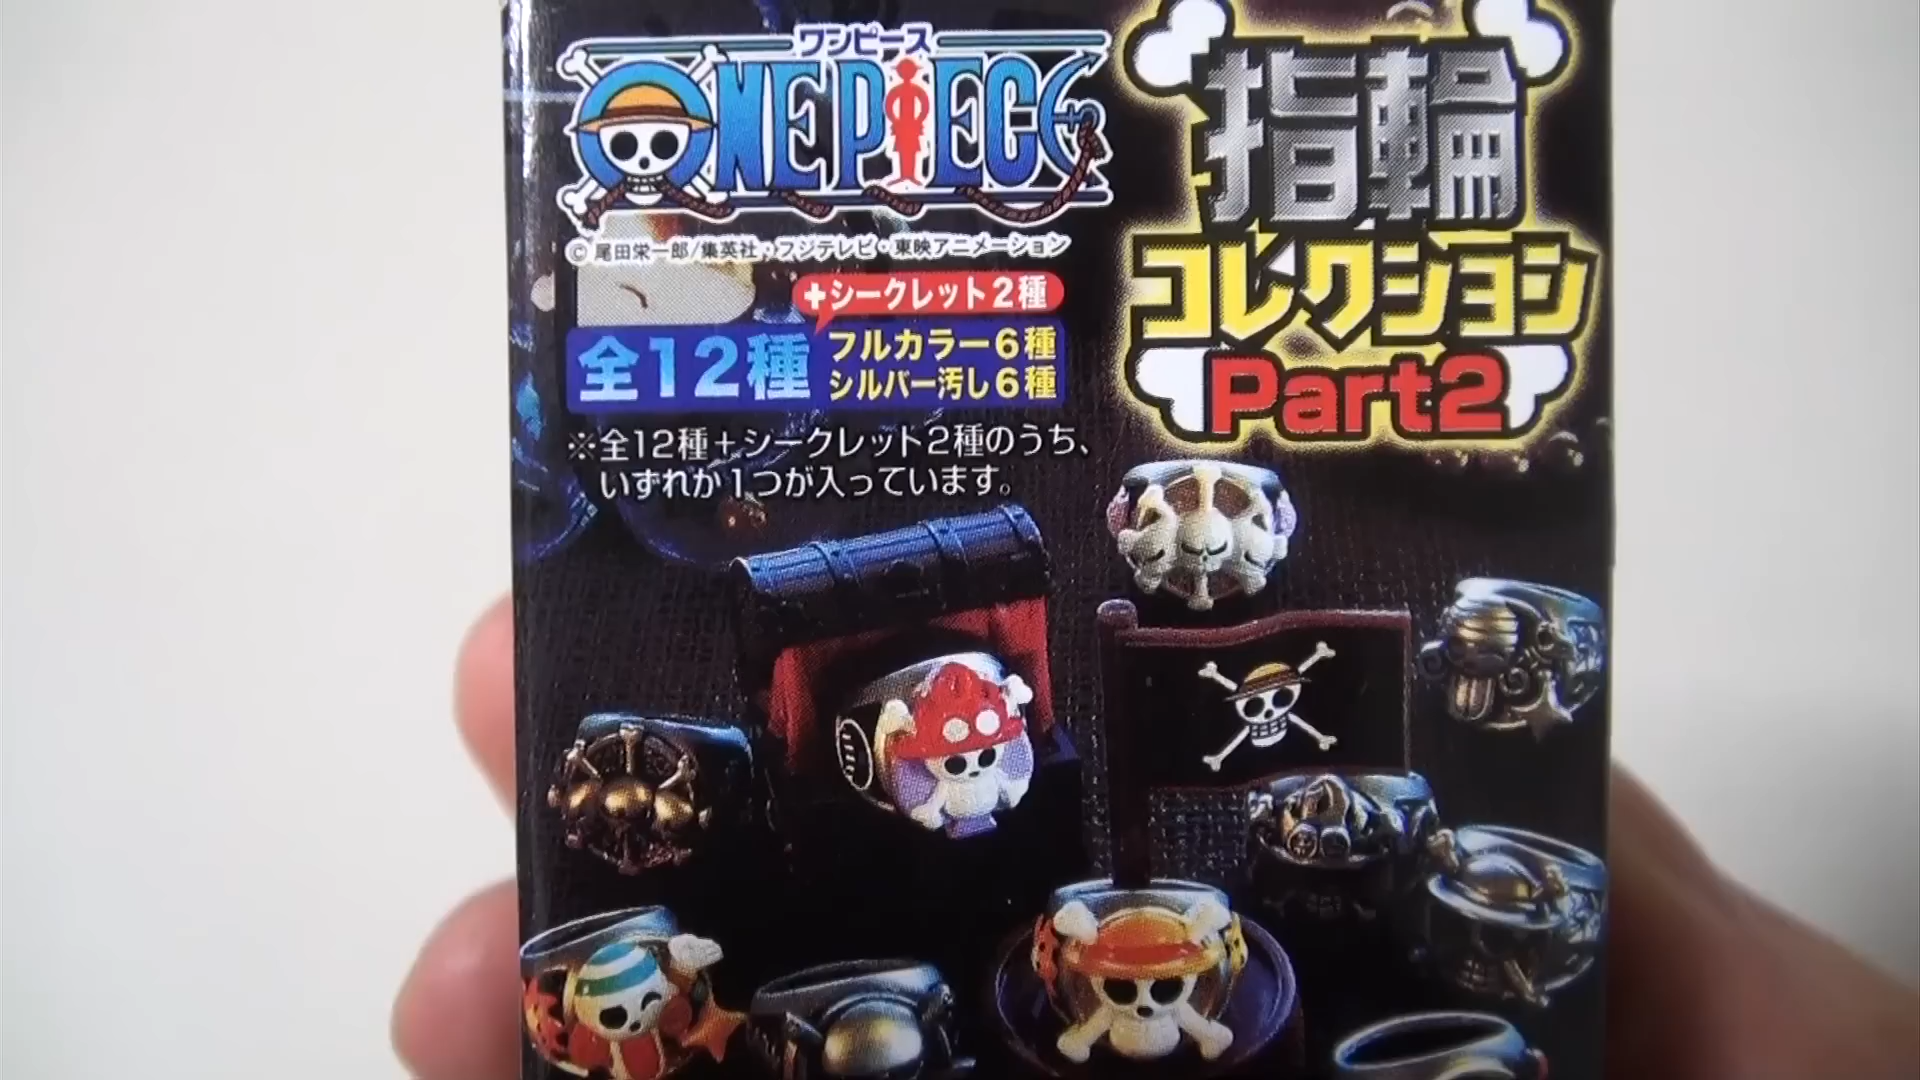 ワンピース
ONE PIECE
© 尾田栄一郎/集英社・フジテレビ・東映アニメーション
指輪
コレクション
Part2
+シークレット2種
全12種
フルカラー6種
シルバー汚し6種
※全12種+シークレット2種のうち、
いずれか1つが入っています。